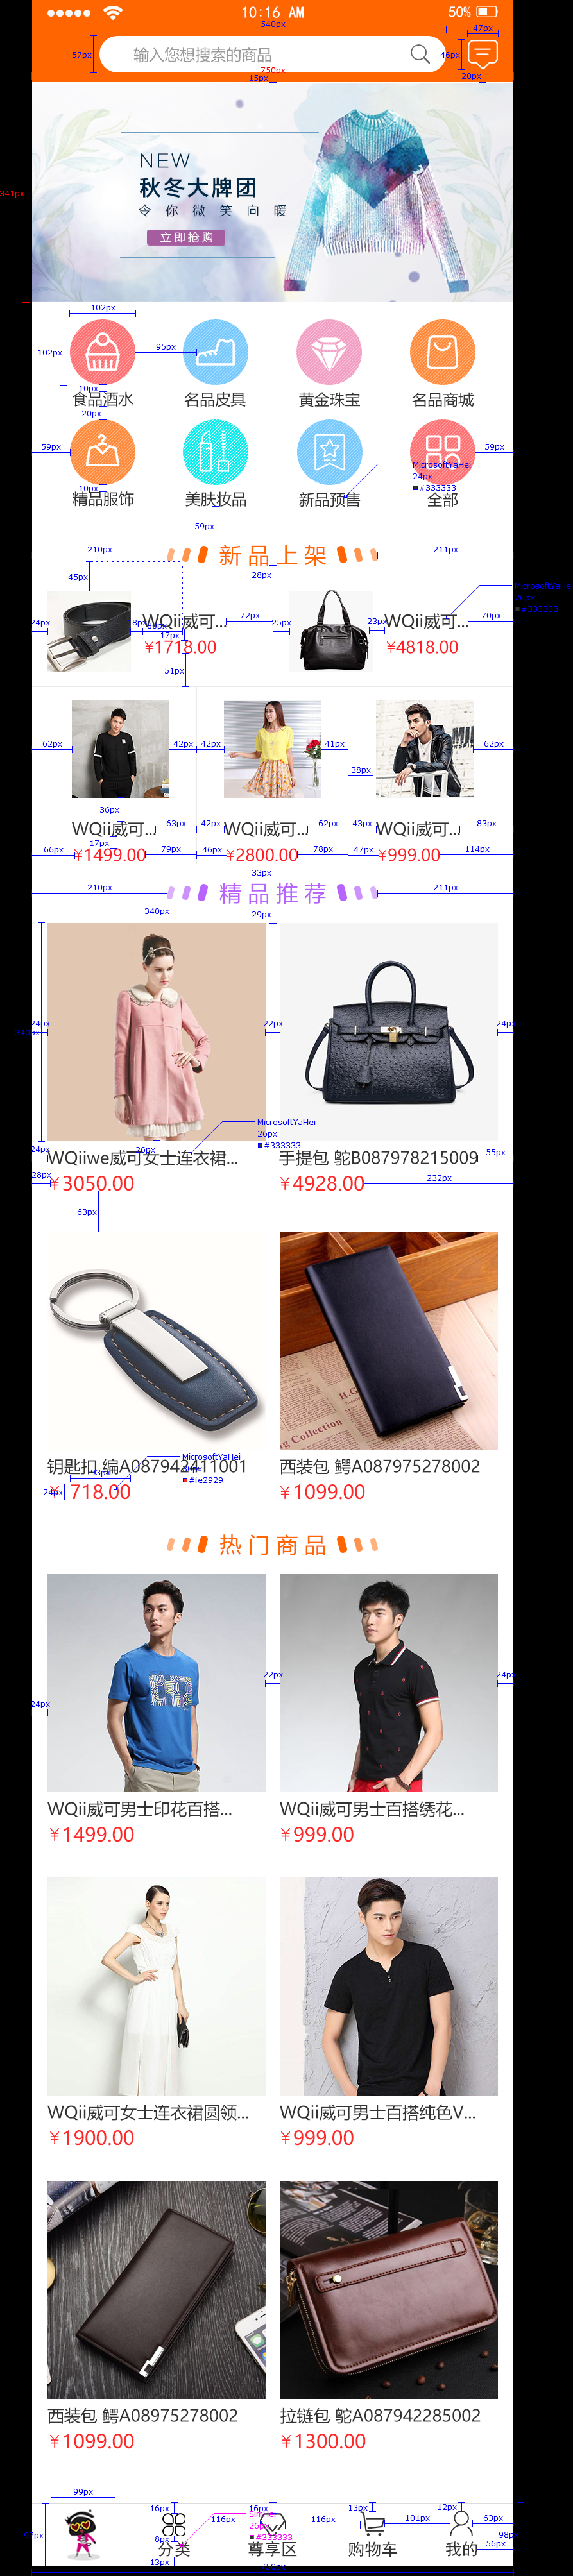 10:16 AM
50%
540px
47px
57px
输入您想搜索的商品
46px
750px
15px
20px
341px
NEW
秋冬大牌团
令 你 微 笑 向 暖
立即抢购
102px
102px
95px
10px
食品酒水
名品皮具
黄金珠宝
名品商城
20px
59px
59px
MicrosoftYaHei
24px
#333333
10px
精品服饰
美肤妆品
新品预售
全部
59px
210px
新品上架
211px
45px
28px
MicrosoftYaHei
26px
#333333
24px
WQii威可...
72px
25px
23px
WQii威可...
70px
17px
¥1718.00
¥4818.00
51px
62px
42px
42px
41px
62px
38px
36px
WQii威可...
63px
42px
WQii威可...
62px
43px
WQii威可...
83px
17px
66px
¥1499.00
79px
46px
¥2800.00
78px
47px
¥999.00
114px
33px
210px
精品推荐
211px
340px
29px
24px
22px
24px
MicrosoftYaHei
26px
#333333
24px
26px
WQiiwe威可女士连衣裙...
手提包 鸵B087978215009
55px
28px
¥3050.00
¥4928.00
232px
63px
钥匙扣 编A087942411001
西装包 鳄A087975278002
MicrosoftYaHei
#fe2929
93px
24px
¥ 718.00
¥1099.00
热门商品
22px
24px
24px
WQii威可男士印花百搭...
WQii威可男士百搭绣花...
¥1499.00
¥999.00
WQii威可女士连衣裙圆领...
WQii威可男士百搭纯色V...
¥1900.00
¥999.00
西装包 鳄A08975278002
拉链包 鸵A087942285002
¥1099.00
¥1300.00
99px
16px
16px
13px
12px
116px
116px
101px
63px
#333333
8px
分类
尊享区
购物车
我的
56px
98px
13px
750px